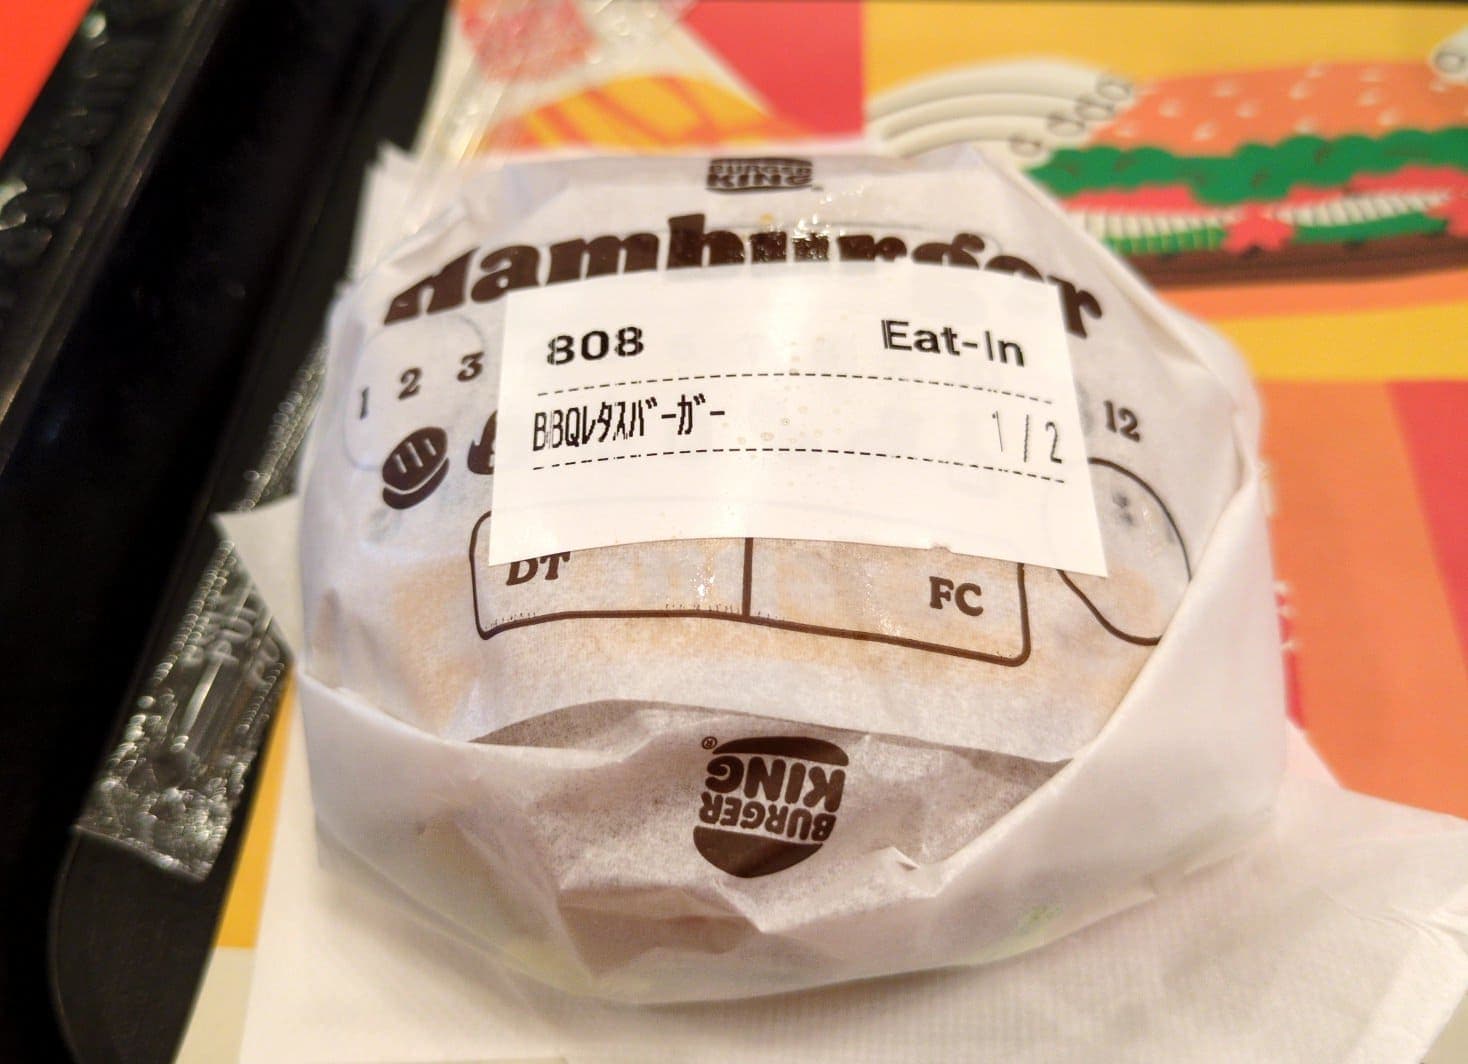 BURGER
KING
Hamburger
808 Eat-In
BBQレタスバーガー 1/2
1 2 3
12
DT FC
BURGER
KING®